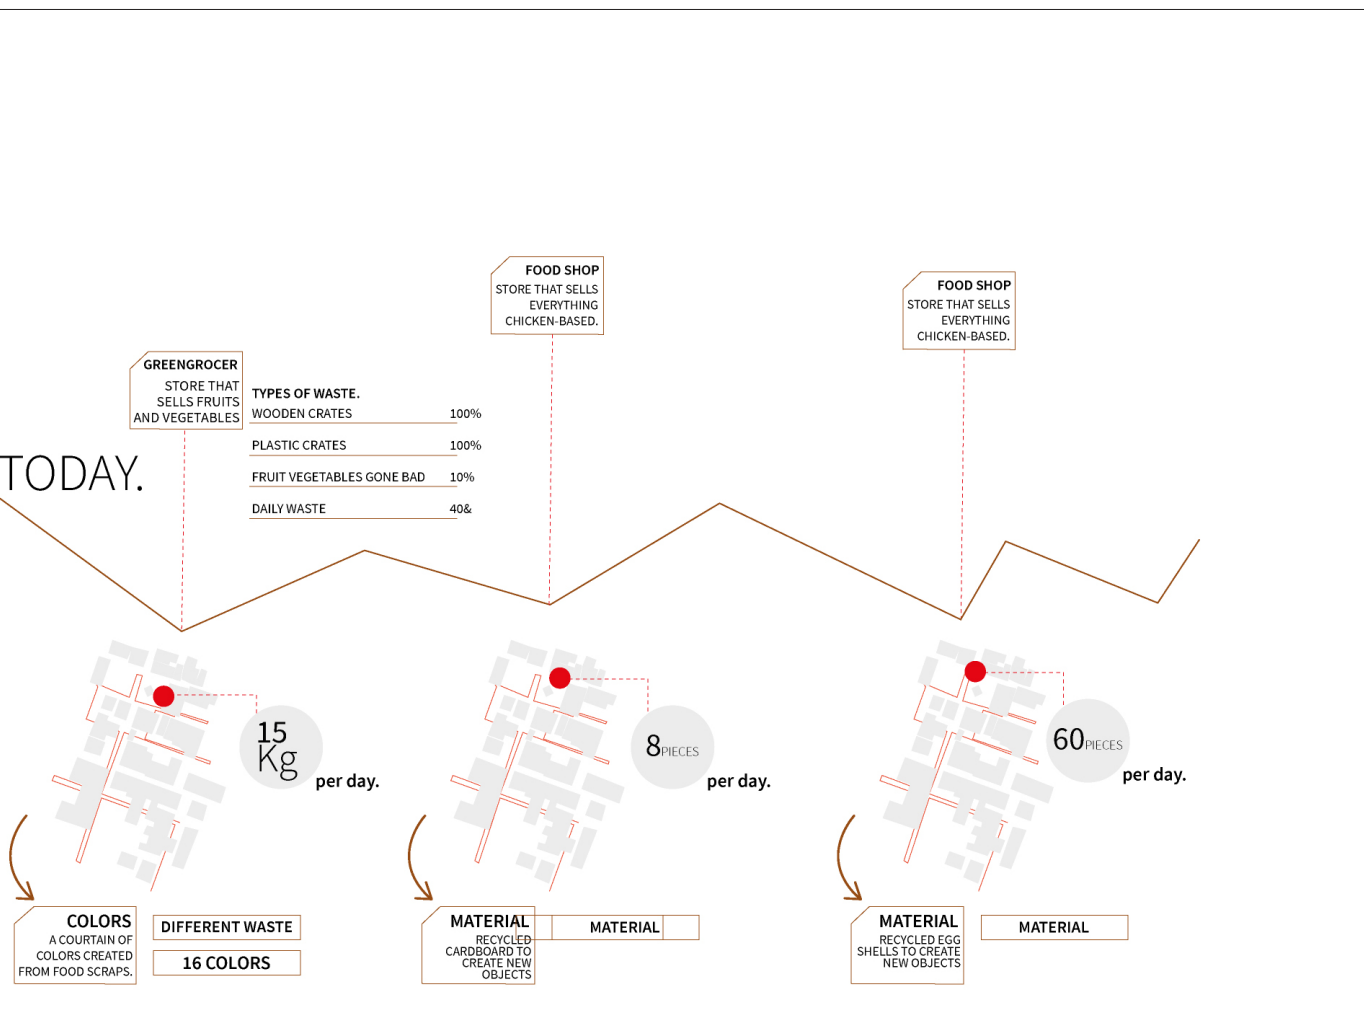 FOOD SHOP
STORE THAT SELLS
EVERYTHING
CHICKEN-BASED.
FOOD SHOP
STORE THAT SELLS
EVERYTHING
CHICKEN-BASED.
GREENGROCER
STORE THAT
SELLS FRUITS
AND VEGETABLES
TYPES OF WASTE.
WOODEN CRATES 100%
PLASTIC CRATES 100%
FRUIT VEGETABLES GONE BAD 10%
DAILY WASTE 40&
TODAY.
15
Kg
per day.
8PIECES
per day.
60PIECES
per day.
COLORS
A COURTAIN OF
COLORS CREATED
FROM FOOD SCRAPS.
DIFFERENT WASTE
16 COLORS
MATERIAL
RECYCLED
CARDBOARD TO
CREATE NEW
OBJECTS
MATERIAL
MATERIAL
RECYCLED EGG
SHELLS TO CREATE
NEW OBJECTS
MATERIAL